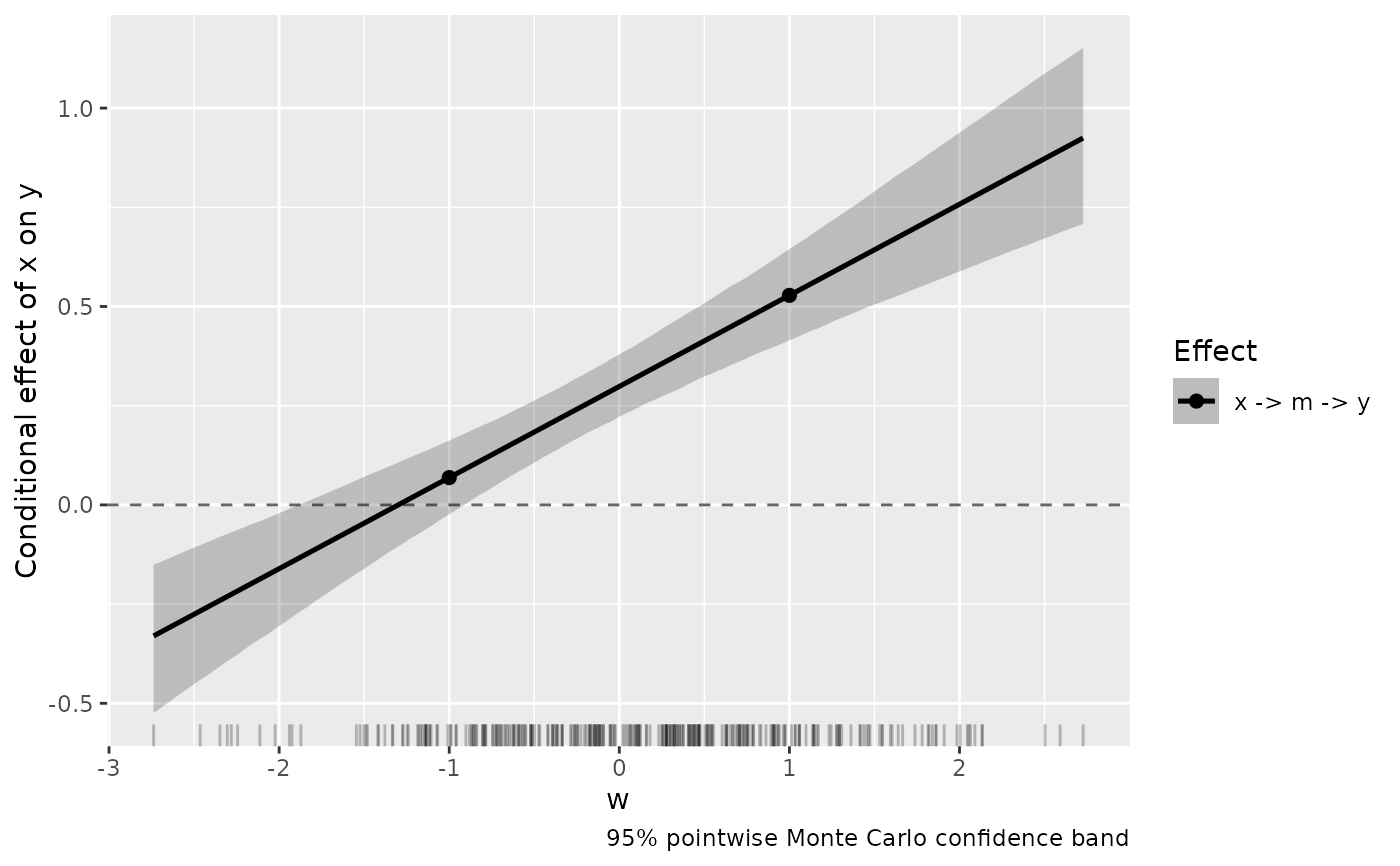 Conditional effect of x on y
1.0
0.5
0.0
-0.5
-3
-2
-1
0
1
2
w
95% pointwise Monte Carlo confidence band
Effect
x -> m -> y